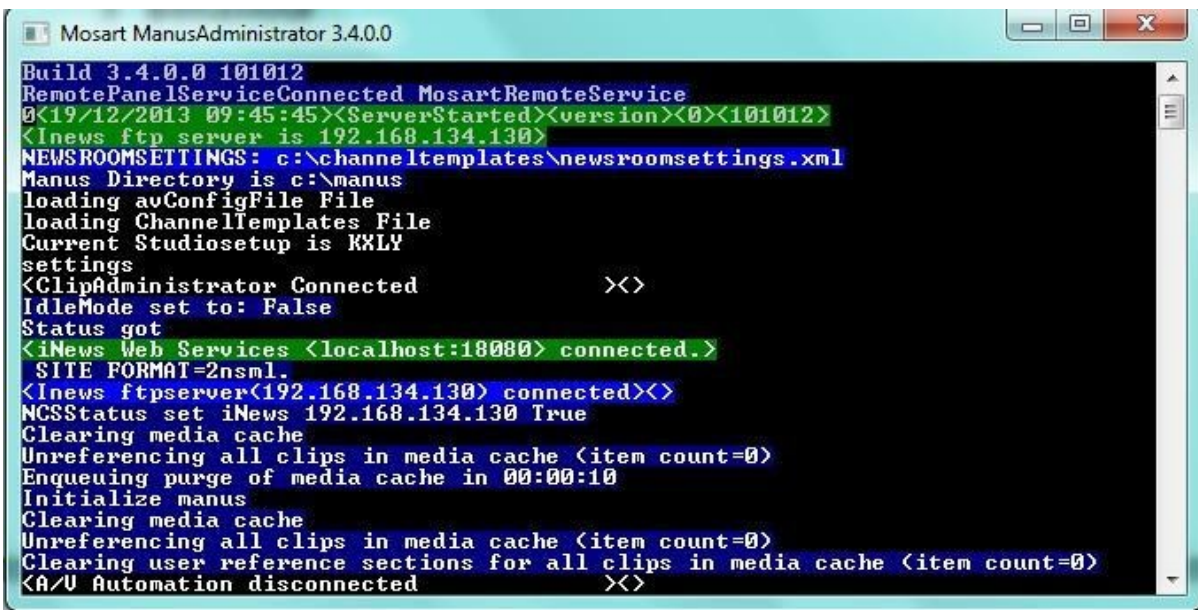 Mosart ManusAdministrator 3.4.0.0
Build 3.4.0.0 101012
RemotePanelServiceConnected MosartRemoteService
0<19/12/2013 09:45:45><ServerStarted><version><0><101012>
<Inews ftp server is 192.168.134.130>
NEWSROOMSETTINGS: c:\channeltemplates\newsroomsettings.xml
Manus Directory is c:\manus
loading avConfigFile File
loading ChannelTemplates File
Current Studiosetup is KXLY
settings
<ClipAdministrator Connected ><>
IdleMode set to: False
Status got
<iNews Web Services <localhost:18080> connected.>
SITE FORMAT=2nsml.
<Inews ftpserver(192.168.134.130) connected><>
NCSStatus set iNews 192.168.134.130 True
Clearing media cache
Unreferencing all clips in media cache (item count=0)
Enqueuing purge of media cache in 00:00:10
Initialize manus
Clearing media cache
Unreferencing all clips in media cache (item count=0)
Clearing user reference sections for all clips in media cache (item count=0)
<A/V Automation disconnected ><>